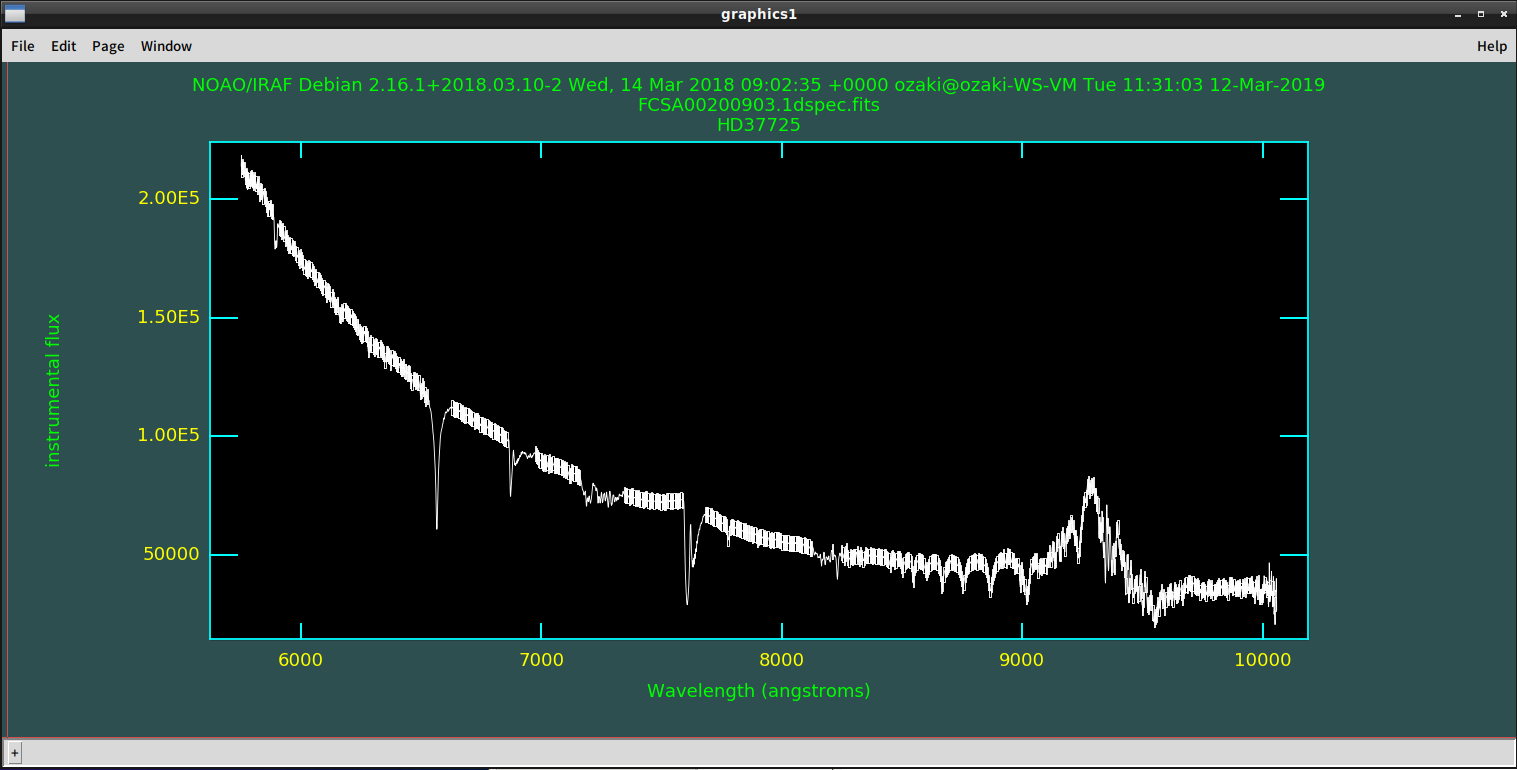 graphics1
File Edit Page Window Help
NOAO/IRAF Debian 2.16.1+2018.03.10-2 Wed, 14 Mar 2018 09:02:35 +0000 ozaki@ozaki-WS-VM Tue 11:31:03 12-Mar-2019
FCSA00200903.1dspec.fits
HD37725
2.00E5
1.50E5
1.00E5
50000
instrumental flux
6000 7000 8000 9000 10000
Wavelength (angstroms)
+